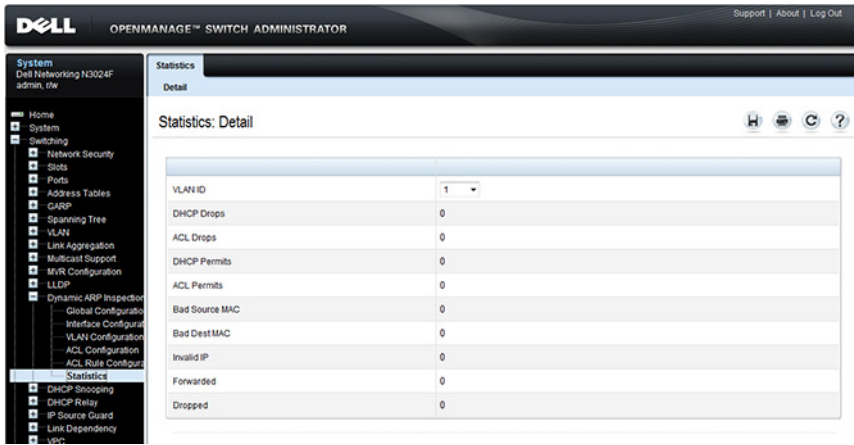 DELL OPENMANAGE™ SWITCH ADMINISTRATOR
Support | About | Log Out
System
Dell Networking N3024F
admin, r/w
Home
System
Switching
Network Security
Slots
Ports
Address Tables
GARP
Spanning Tree
VLAN
Link Aggregation
Multicast Support
MVR Configuration
LLDP
Dynamic ARP Inspection
Global Configuratio
Interface Configurat
VLAN Configuration
ACL Configuration
ACL Rule Configura
Statistics
DHCP Snooping
DHCP Relay
IP Source Guard
Link Dependency
VPC
Statistics
Detail
Statistics: Detail
VLAN ID 1
DHCP Drops 0
ACL Drops 0
DHCP Permits 0
ACL Permits 0
Bad Source MAC 0
Bad Dest MAC 0
Invalid IP 0
Forwarded 0
Dropped 0